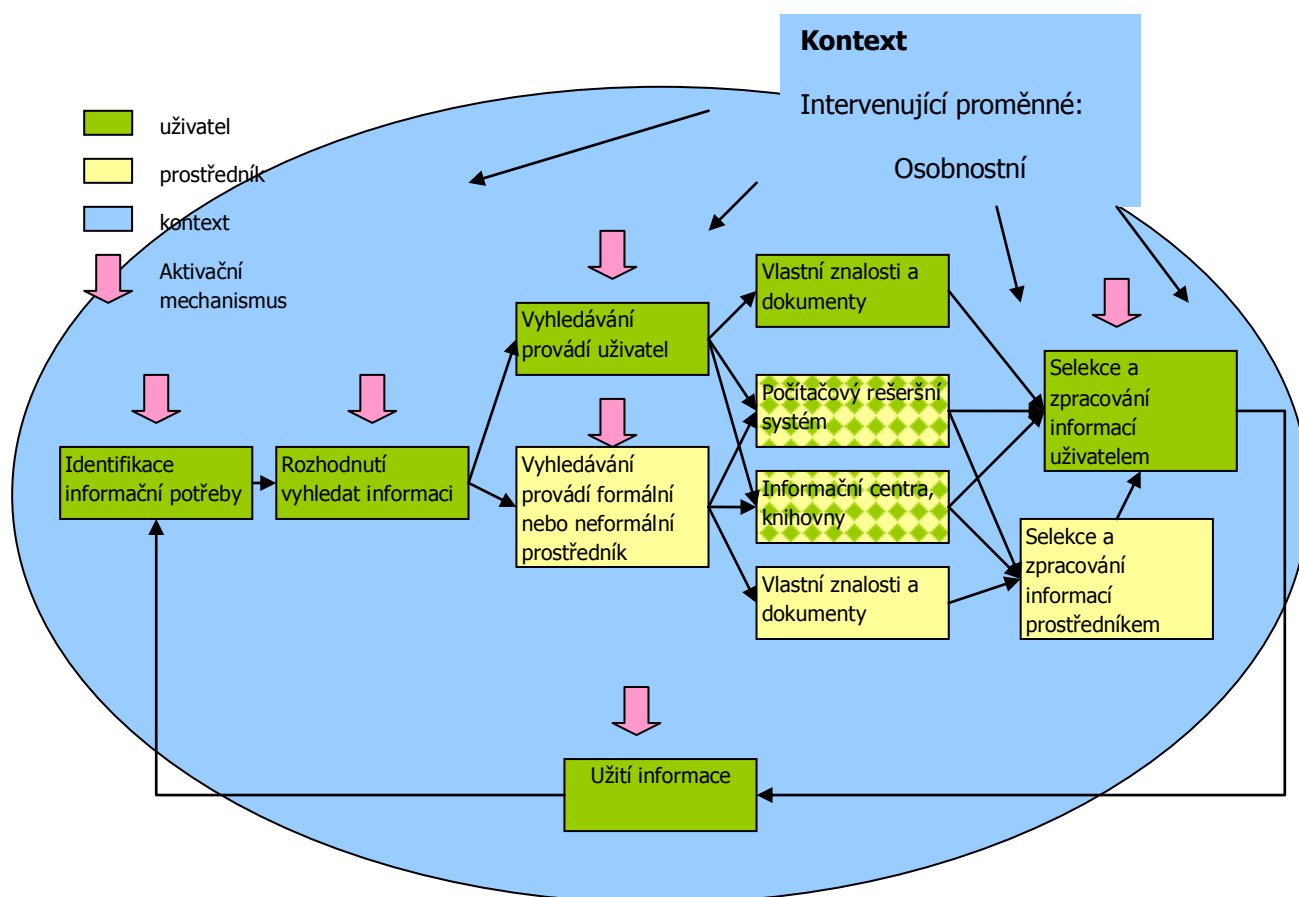 Kontext
Intervenující proměnné:
Osobnostní
uživatel
prostředník
kontext
Aktivační
mechanismus
Identifikace
informační potřeby
Rozhodnutí
vyhledat informaci
Vyhledávání
provádí uživatel
Vyhledávání
provádí formální
nebo neformální
prostředník
Vlastní znalosti a
dokumenty
Počítačový rešeršní
systém
Informační centra,
knihovny
Vlastní znalosti a
dokumenty
Selekce a
zpracování
informací
uživatelem
Selekce a
zpracování
informací
prostředníkem
Užití informace